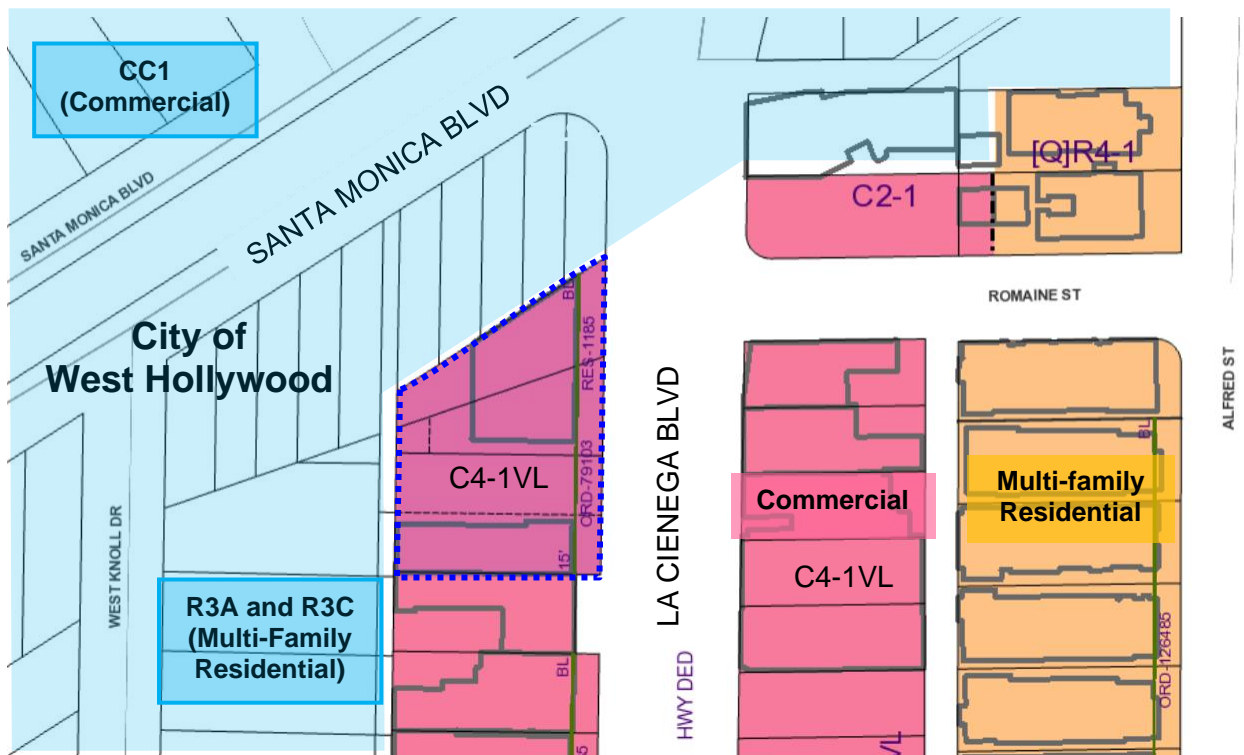 CC1
(Commercial)
SANTA MONICA BLVD
SANTA MONICA BLVD
[Q]R4-1
C2-1
ROMAINE ST
City of
West Hollywood
BL
RES-1185
ORD-79103
15'
C4-1VL
LA CIENEGA BLVD
HWY DED
Commercial
C4-1VL
VL
Multi-family
Residential
BL
ORD-126485
ALFRED ST
WEST KNOLL DR
R3A and R3C
(Multi-Family
Residential)
BL